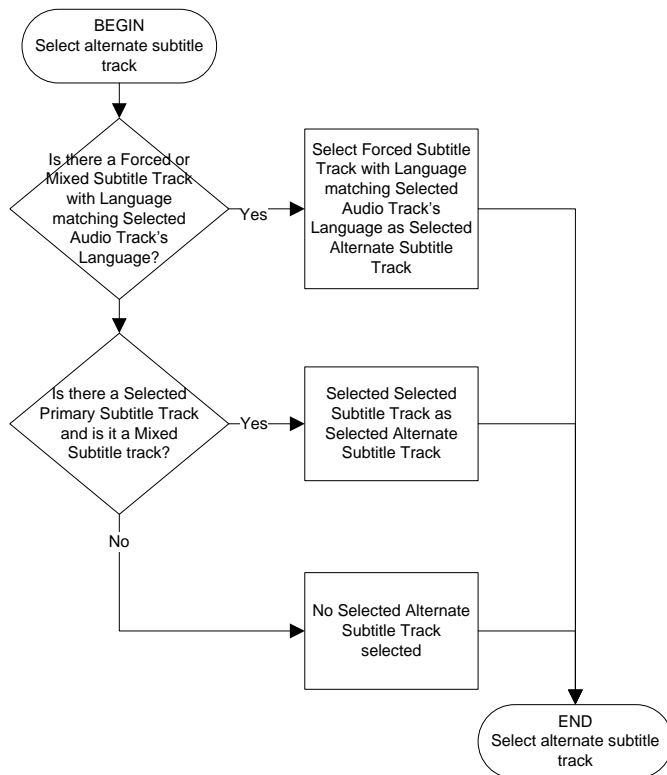 BEGIN
Select alternate subtitle
track
Is there a Forced or
Mixed Subtitle Track
with Language
matching Selected
Audio Track's
Language?
Yes
Select Forced Subtitle
Track with Language
matching Selected
Audio Track's
Language as Selected
Alternate Subtitle
Track
Is there a Selected
Primary Subtitle Track
and is it a Mixed
Subtitle track?
Yes
Selected Selected
Subtitle Track as
Selected Alternate
Subtitle Track
No
No Selected Alternate
Subtitle Track
selected
END
Select alternate subtitle
track